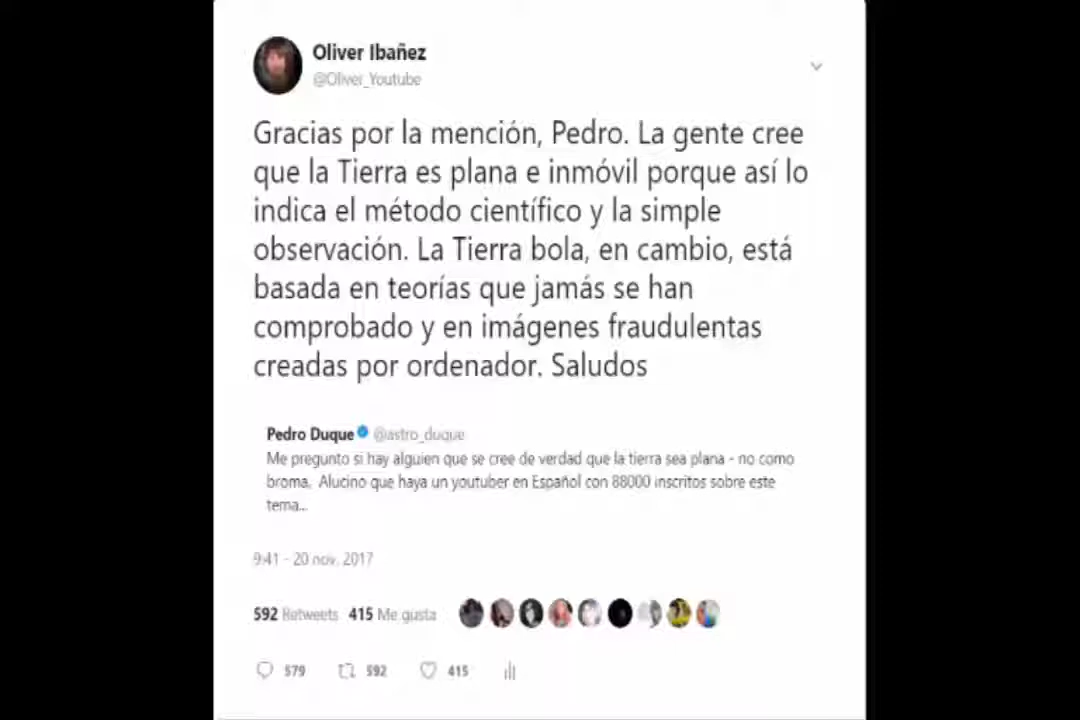 Oliver Ibañez
@Oliver_Youtube
Gracias por la mención, Pedro. La gente cree
que la Tierra es plana e inmóvil porque así lo
indica el método científico y la simple
observación. La Tierra bola, en cambio, está
basada en teorías que jamás se han
comprobado y en imágenes fraudulentas
creadas por ordenador. Saludos
Pedro Duque @astro_duque
Me pregunto si hay alguien que se cree de verdad que la tierra sea plana - no como
broma. Alucino que haya un youtuber en Español con 88000 inscritos sobre este
tema...
9:41 - 20 nov. 2017
592 Retweets 415 Me gusta
579 592 415